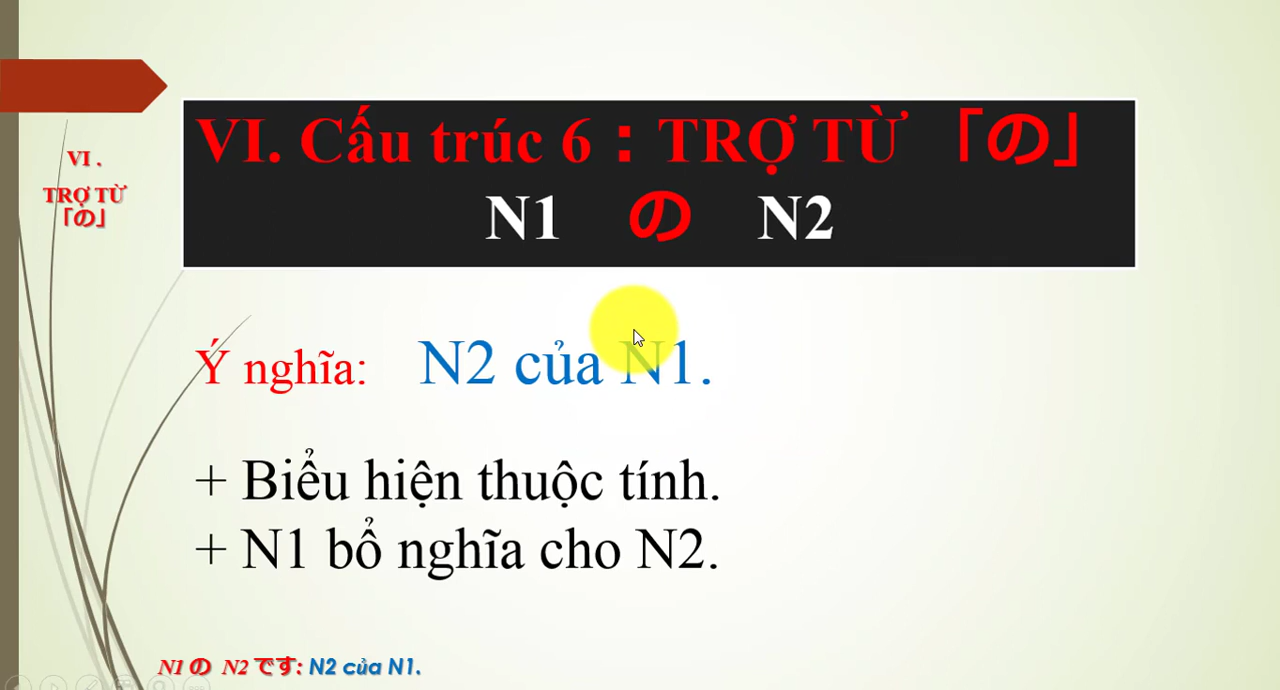 VI. Cấu trúc 6：TRỢ TỪ 「の」
N1 の N2
VI .
TRỢ TỪ
「の」
Ý nghĩa: N2 của N1.
+ Biểu hiện thuộc tính.
+ N1 bổ nghĩa cho N2.
N1 の N2 です: N2 của N1.